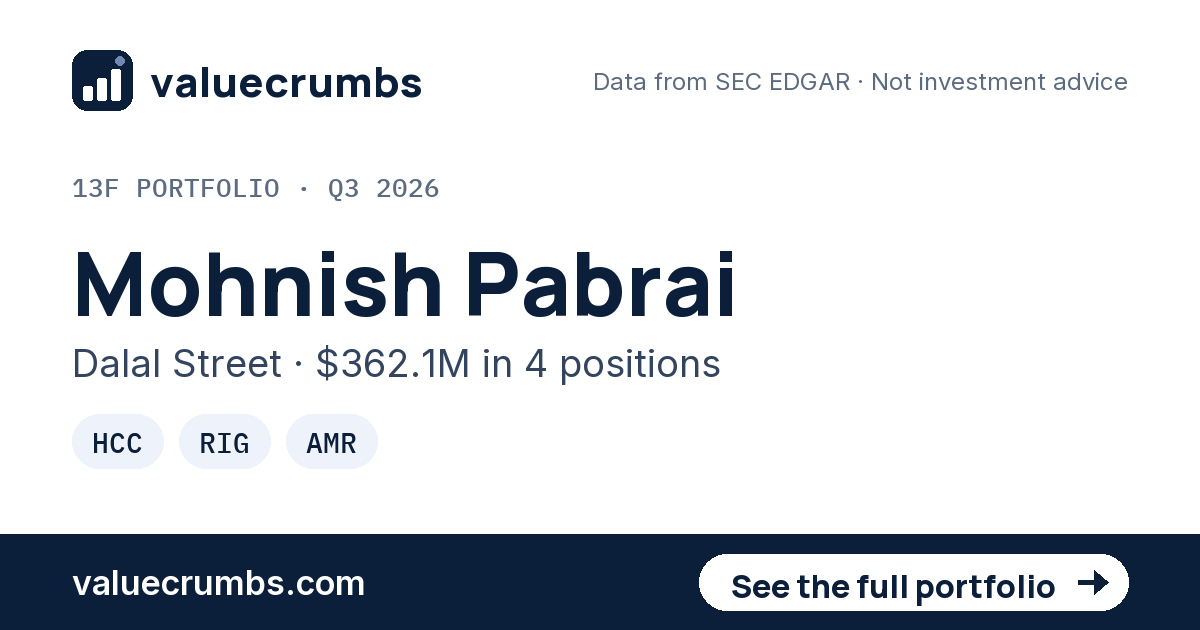 valuecrumbs
Data from SEC EDGAR · Not investment advice
13F PORTFOLIO · Q3 2026
Mohnish Pabrai
Dalal Street · $362.1M in 4 positions
HCC RIG AMR
valuecrumbs.com
See the full portfolio →